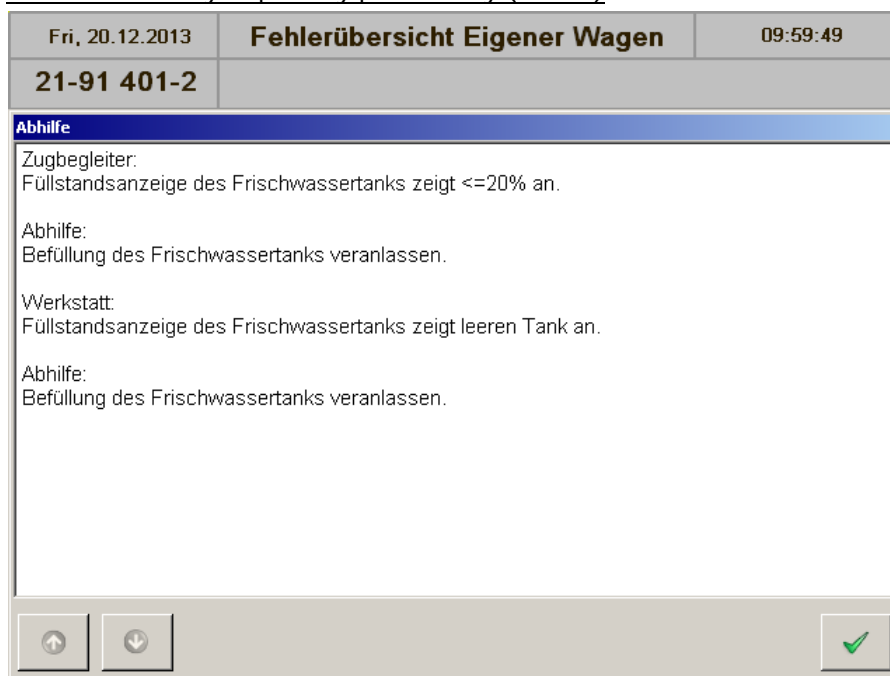 Fri, 20.12.2013 Fehlerübersicht Eigener Wagen 09:59:49
21-91 401-2
Abhilfe
Zugbegleiter:
Füllstandsanzeige des Frischwassertanks zeigt <=20% an.
Abhilfe:
Befüllung des Frischwassertanks veranlassen.
Werkstatt:
Füllstandsanzeige des Frischwassertanks zeigt leeren Tank an.
Abhilfe:
Befüllung des Frischwassertanks veranlassen.